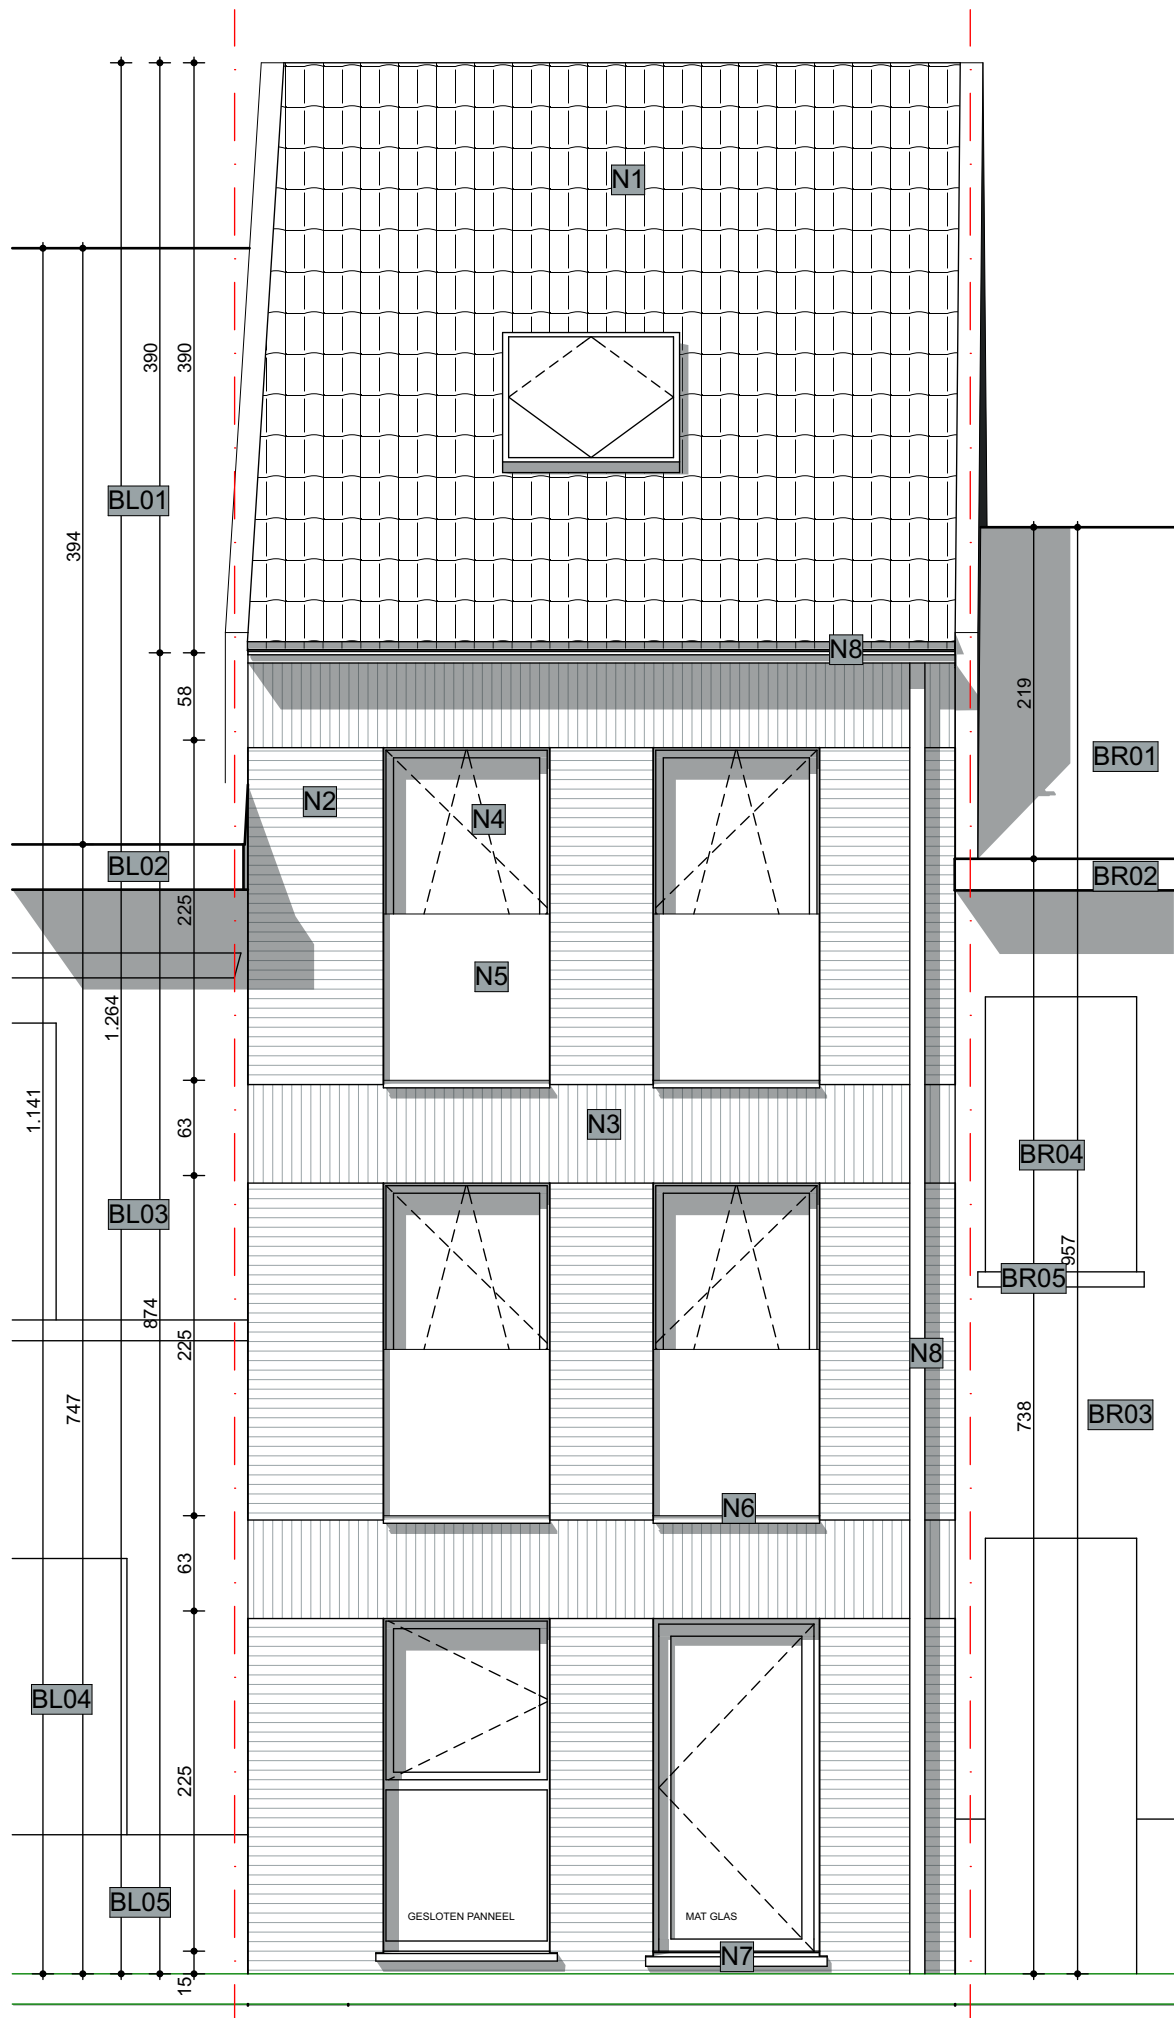 N1
390
390
BL01
394
N8
58
219
BR01
N2
N4
BL02
BR02
225
N5
1.264
1.141
63
N3
BR04
BL03
957
BR05
874
225
N8
747
738
BR03
N6
63
BL04
225
BL05
GESLOTEN PANNEEL
MAT GLAS
N7
15